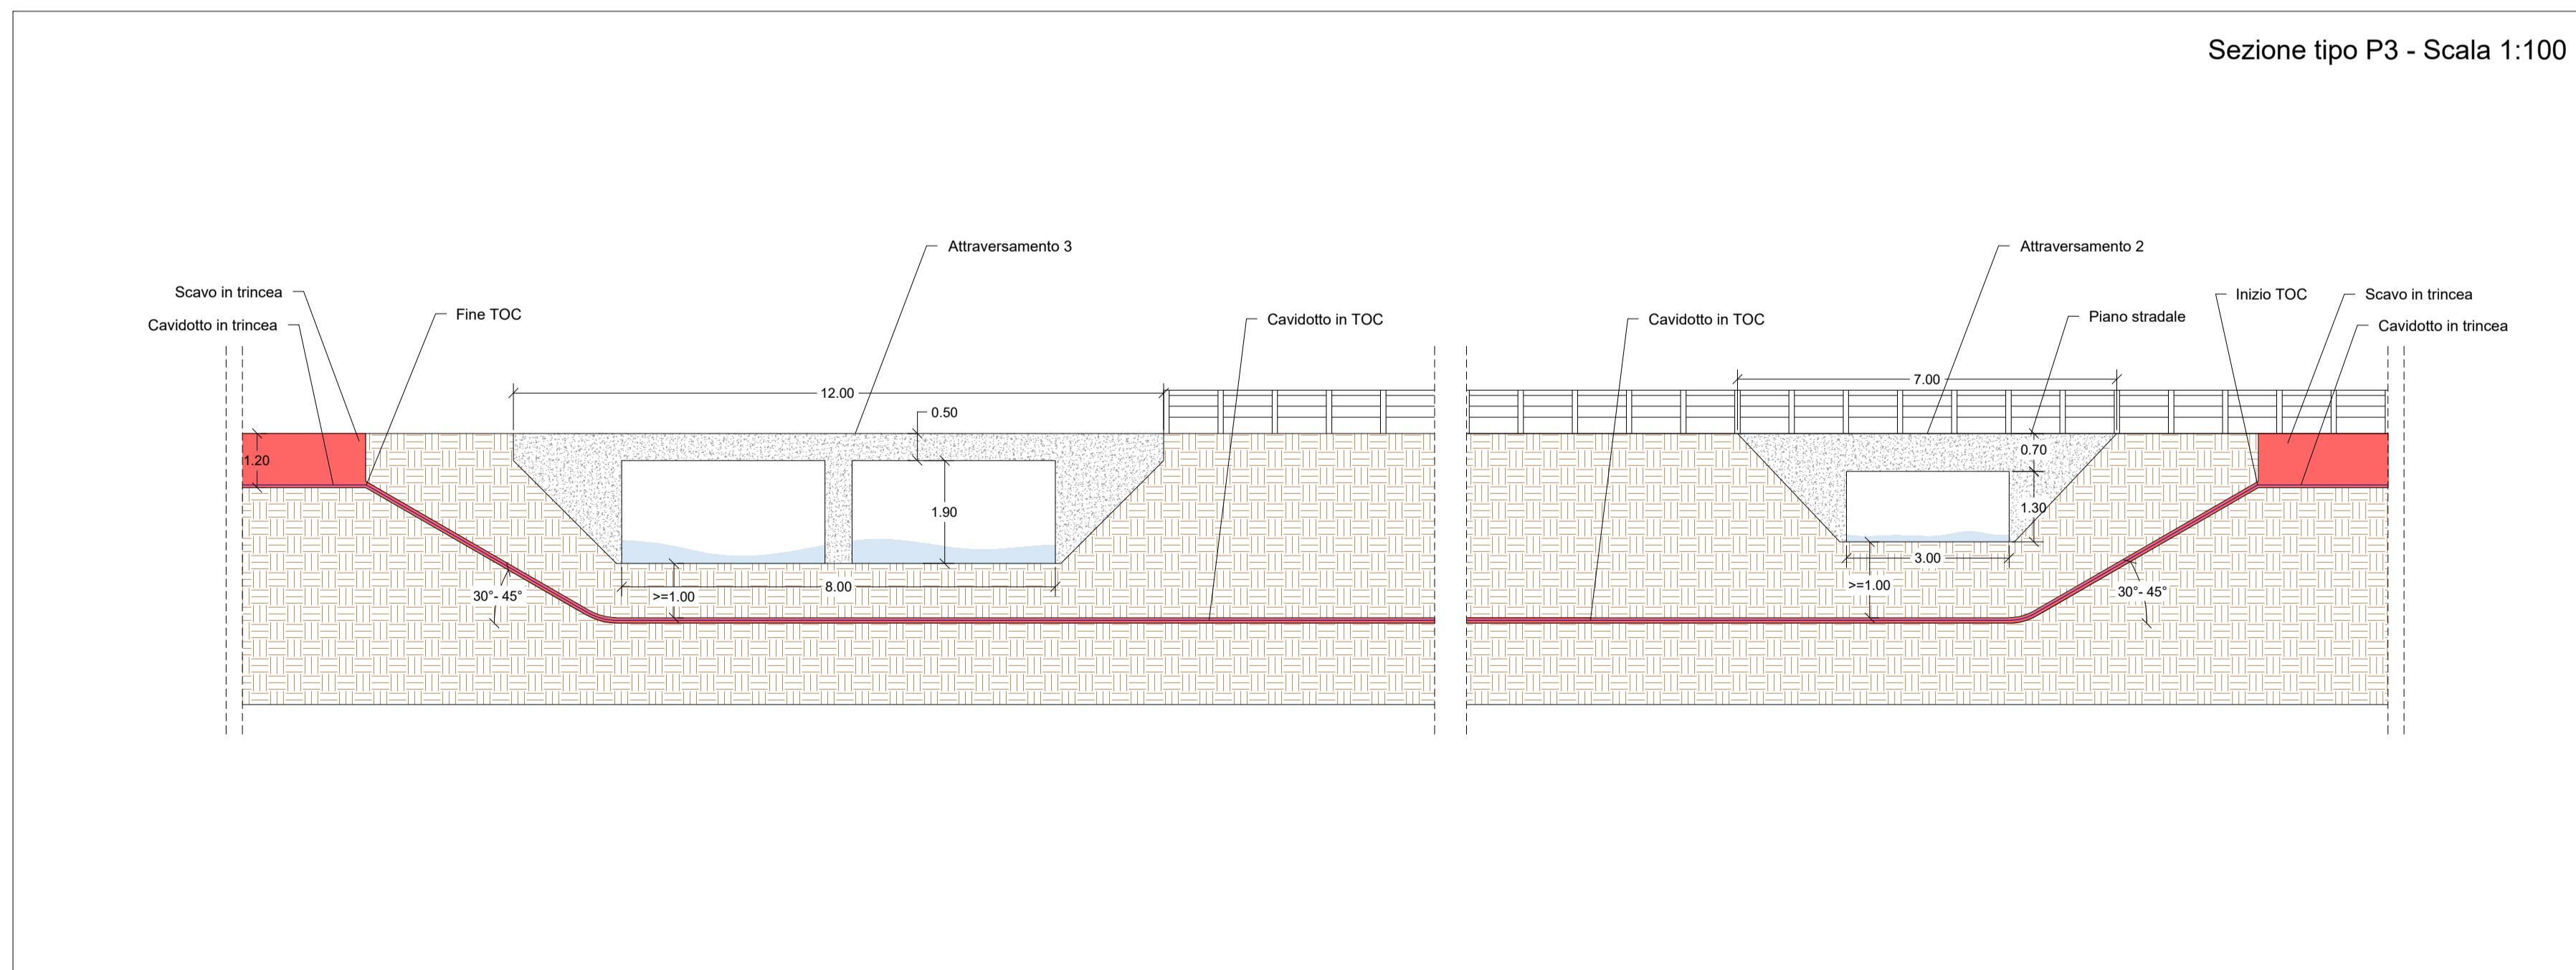 Sezione tipo P3 - Scala 1:100
Attraversamento 3
Attraversamento 2
Scavo in trincea
Cavidotto in trincea
Fine TOC
Cavidotto in TOC
Cavidotto in TOC
Piano stradale
Inizio TOC
Scavo in trincea
Cavidotto in trincea
12.00
7.00
0.50
1.20
0.70
1.90
1.30
3.00
8.00
>=1.00
>=1.00
30°- 45°
30°- 45°